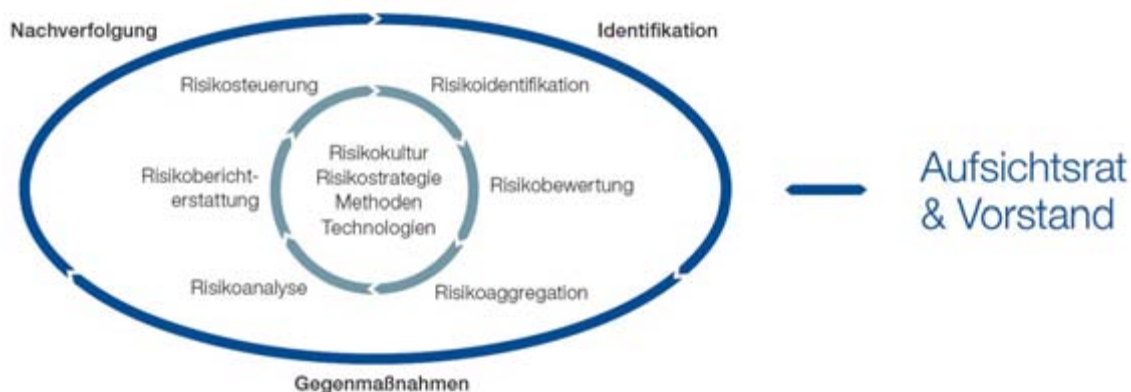 Nachverfolgung
Identifikation
Risikosteuerung
Risikoidentifikation
Risikokultur
Risikostrategie
Methoden
Technologien
Risikobericht-
erstattung
Risikobewertung
Risikoanalyse
Risikoaggregation
Gegenmaßnahmen
Aufsichtsrat
& Vorstand